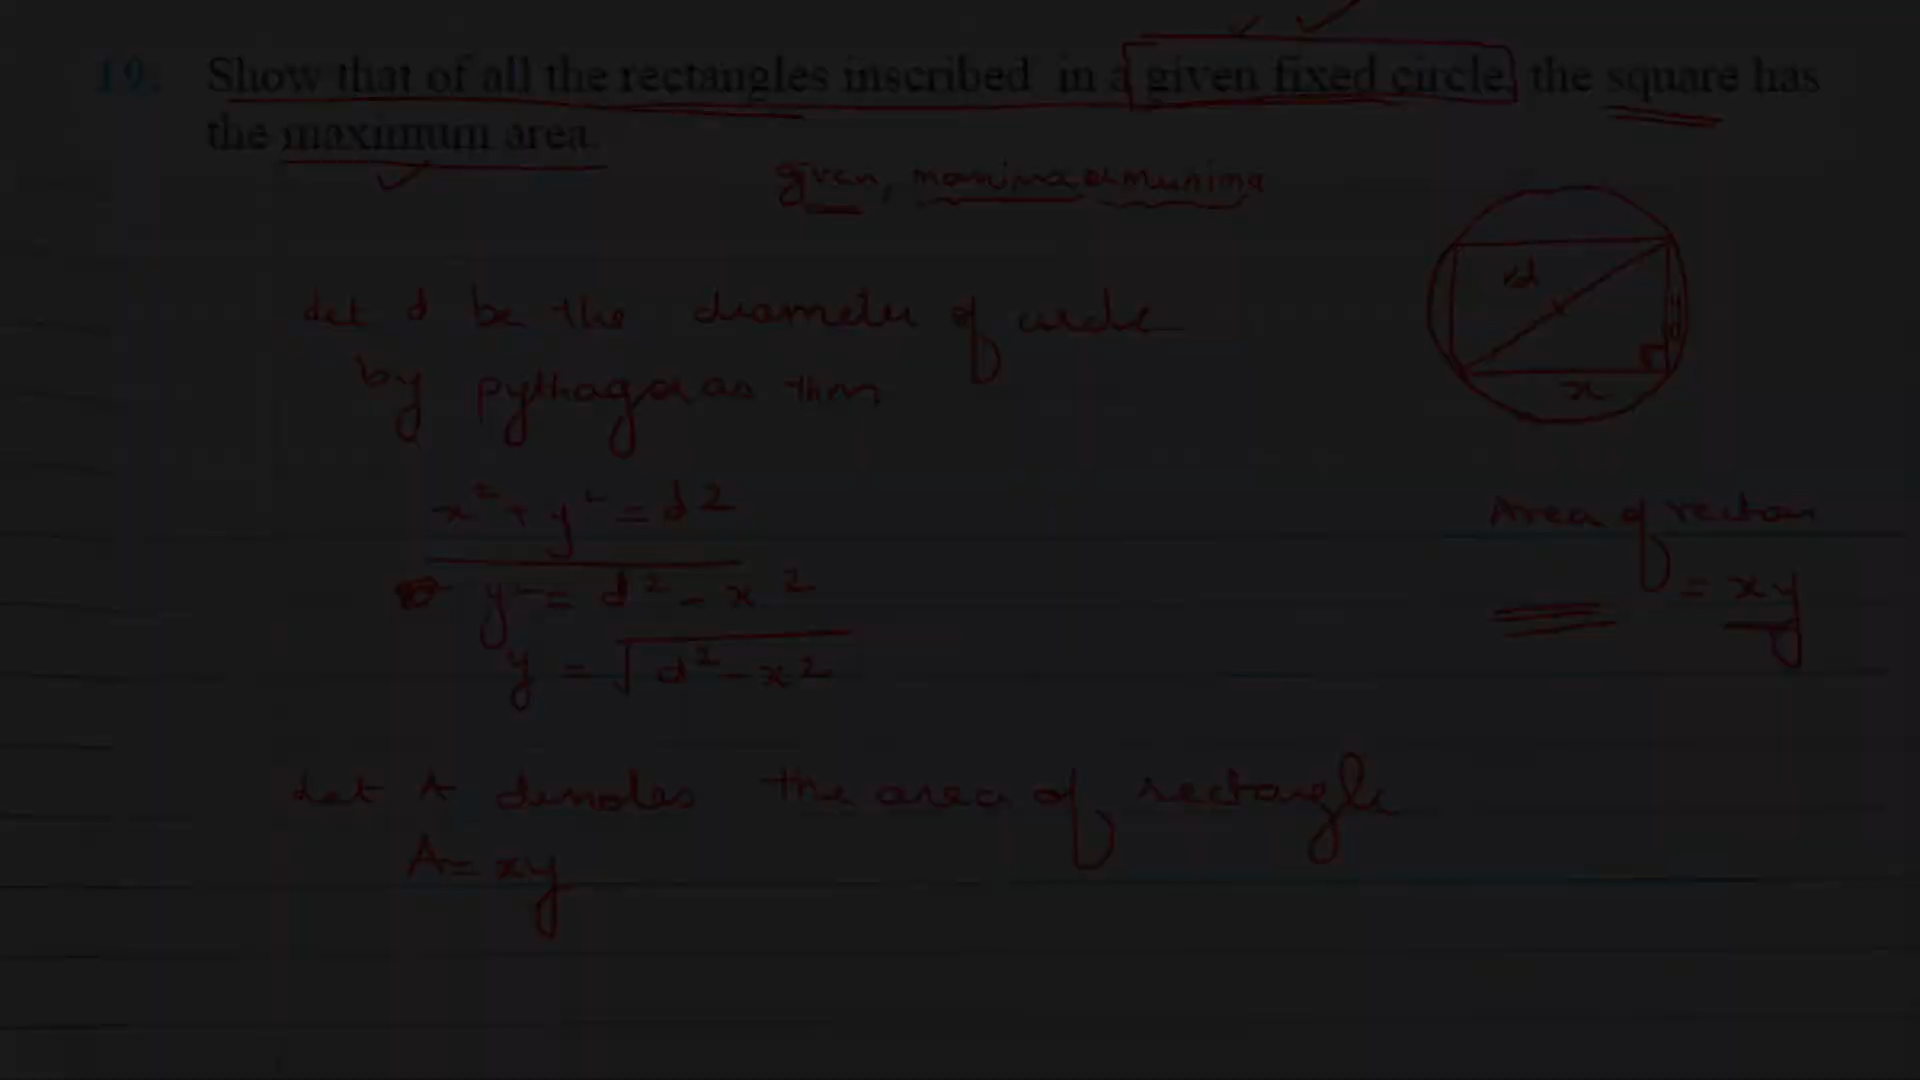 19. Show that of all the rectangles inscribed in a given fixed circle, the square has
the maximum area.
given, maxima or minima
d
y
x
Let d be the diameter of circle
by pythagoras thm
x² + y² = d²
y² = d² - x²
y = √d² - x²
Area of rectan
= xy
Let A denotes the area of rectangle
A = xy